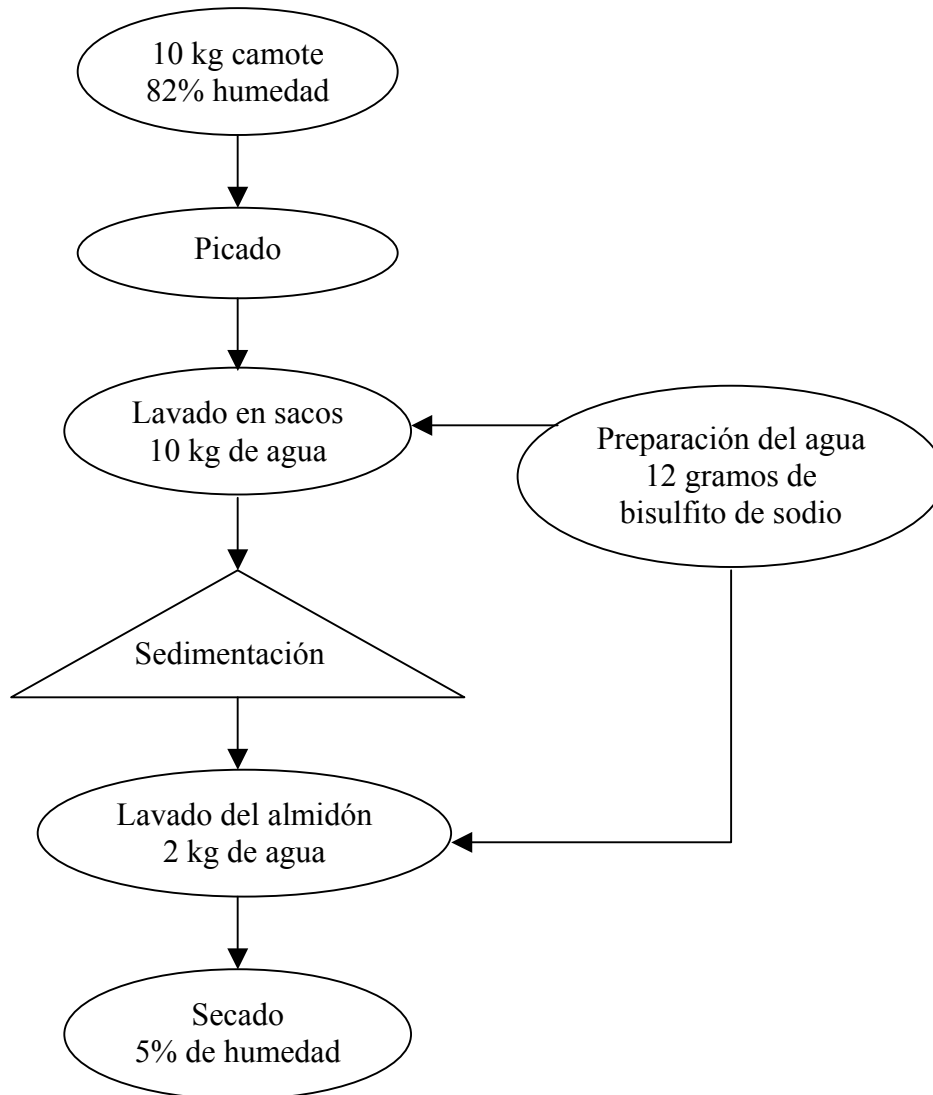 10 kg camote
82% humedad
Picado
Lavado en sacos
10 kg de agua
Preparación del agua
12 gramos de
bisulfito de sodio
Sedimentación
Lavado del almidón
2 kg de agua
Secado
5% de humedad